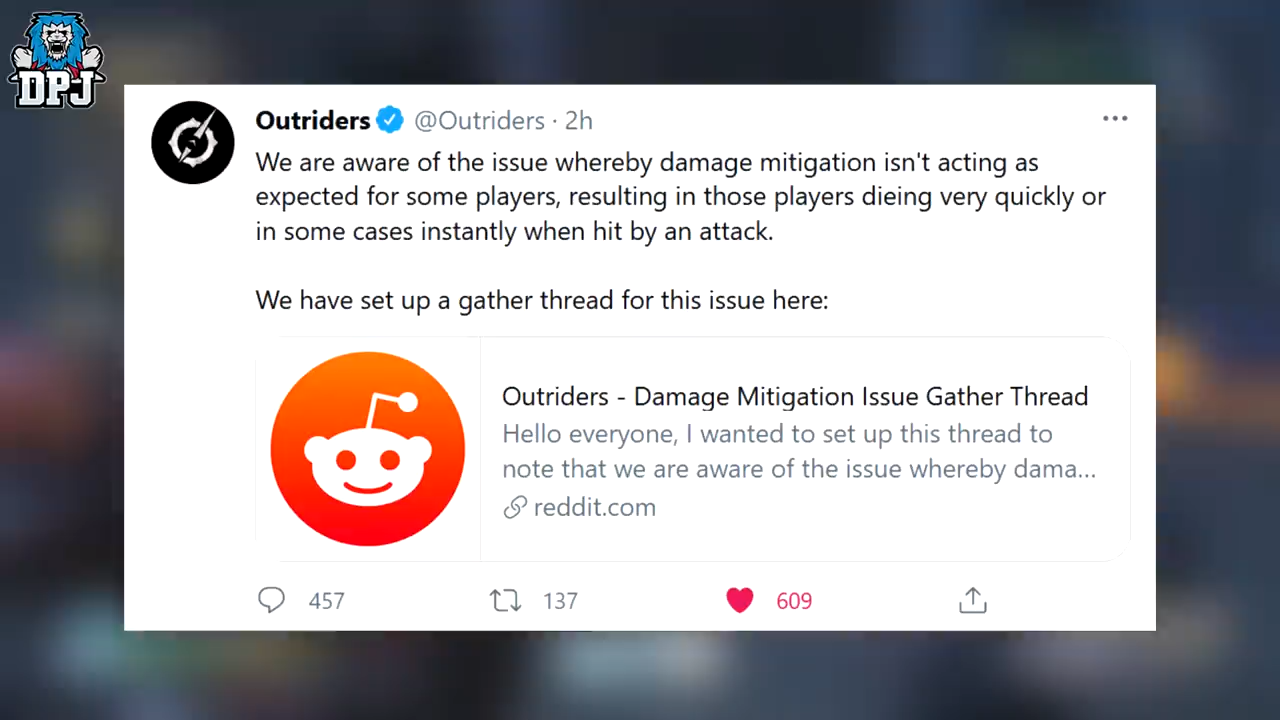 DPJ
Outriders @Outriders · 2h
We are aware of the issue whereby damage mitigation isn't acting as
expected for some players, resulting in those players dieing very quickly or
in some cases instantly when hit by an attack.
We have set up a gather thread for this issue here:
Outriders - Damage Mitigation Issue Gather Thread
Hello everyone, I wanted to set up this thread to
note that we are aware of the issue whereby dama...
reddit.com
457 137 609